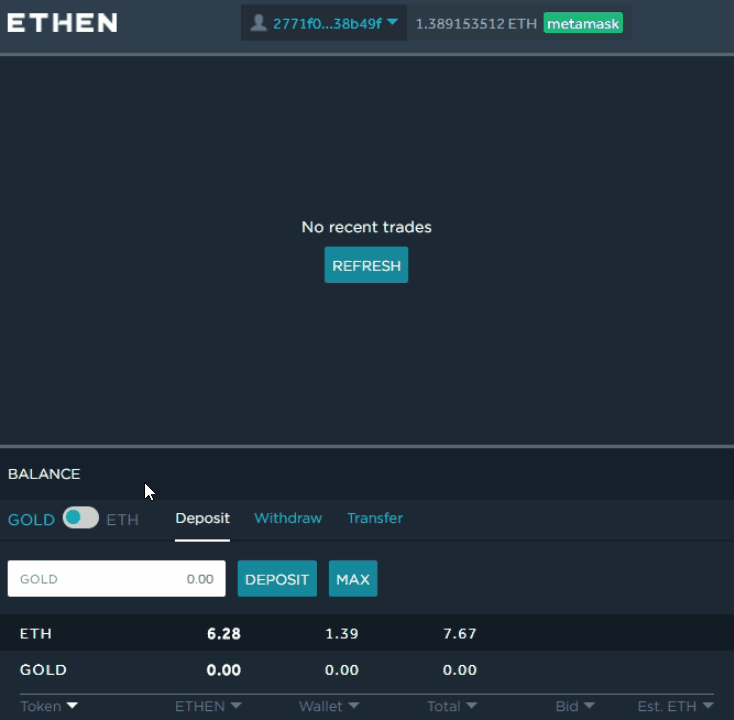 ETHEN 2771f0...38b49f 1.389153512 ETH metamask
No recent trades
REFRESH
BALANCE
GOLD ETH Deposit Withdraw Transfer
GOLD 0.00 DEPOSIT MAX
ETH 6.28 1.39 7.67
GOLD 0.00 0.00 0.00
Token ETHEN Wallet Total Bid Est. ETH